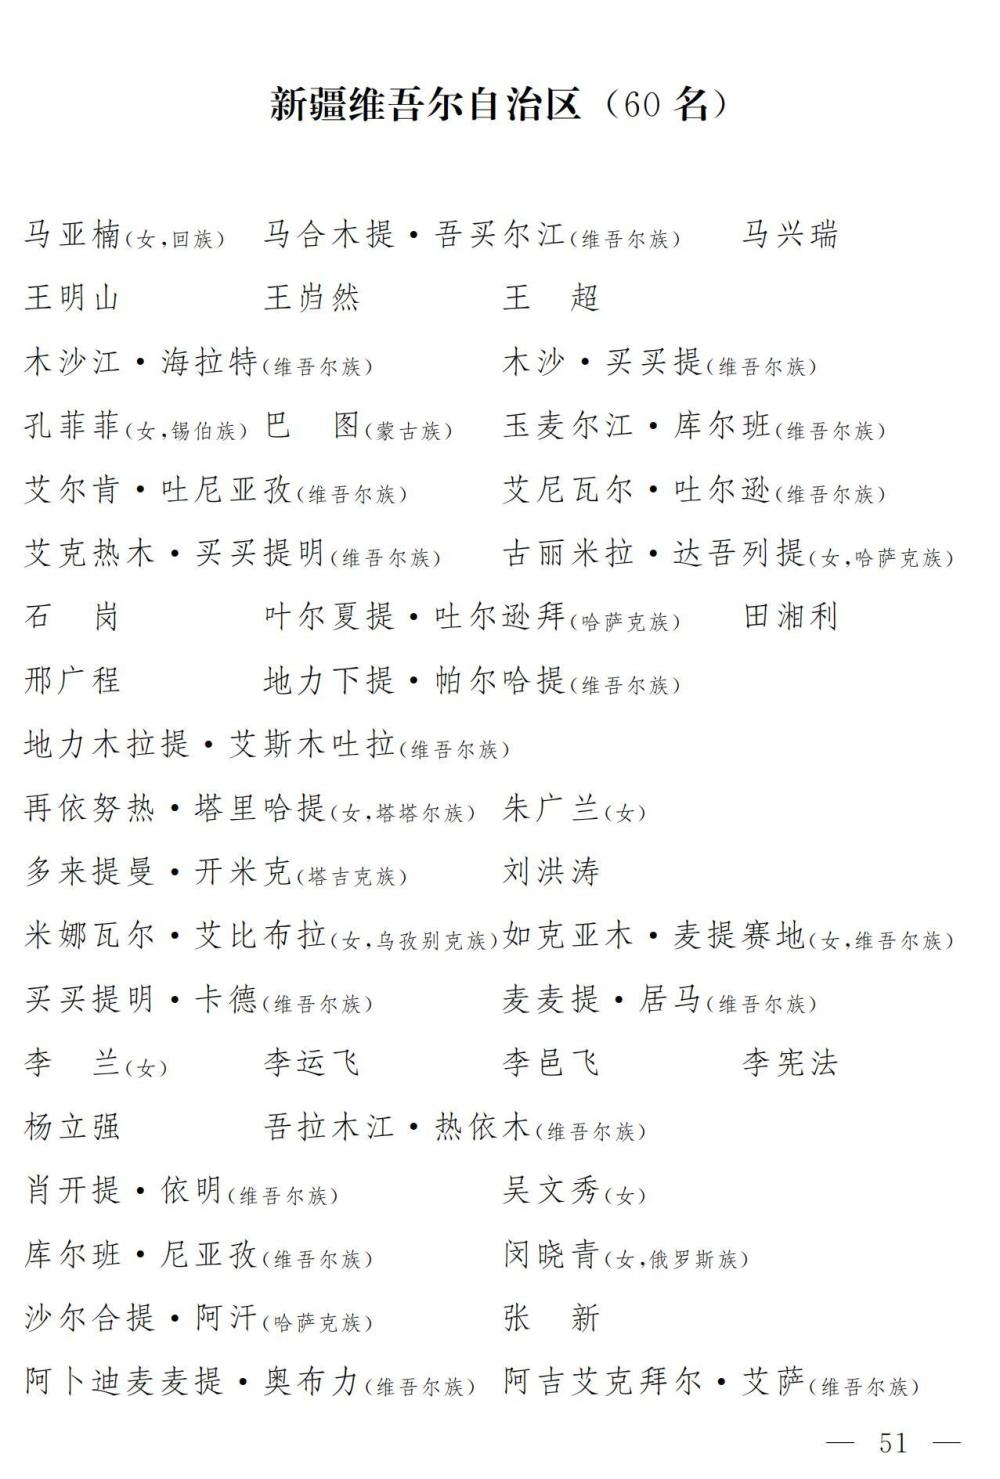 新疆维吾尔自治区（60名）
马亚楠(女,回族) 马合木提·吾买尔江(维吾尔族) 马兴瑞
王明山 王岿然 王　超
木沙江·海拉特(维吾尔族) 木沙·买买提(维吾尔族)
孔菲菲(女,锡伯族) 巴　图(蒙古族) 玉麦尔江·库尔班(维吾尔族)
艾尔肯·吐尼亚孜(维吾尔族) 艾尼瓦尔·吐尔逊(维吾尔族)
艾克热木·买买提明(维吾尔族) 古丽米拉·达吾列提(女,哈萨克族)
石　岗 叶尔夏提·吐尔逊拜(哈萨克族) 田湘利
邢广程 地力下提·帕尔哈提(维吾尔族)
地力木拉提·艾斯木吐拉(维吾尔族)
再依努热·塔里哈提(女,塔塔尔族) 朱广兰(女)
多来提曼·开米克(塔吉克族) 刘洪涛
米娜瓦尔·艾比布拉(女,乌孜别克族) 如克亚木·麦提赛地(女,维吾尔族)
买买提明·卡德(维吾尔族) 麦麦提·居马(维吾尔族)
李　兰(女) 李运飞 李邑飞 李宪法
杨立强 吾拉木江·热依木(维吾尔族)
肖开提·依明(维吾尔族) 吴文秀(女)
库尔班·尼亚孜(维吾尔族) 闵晓青(女,俄罗斯族)
沙尔合提·阿汗(哈萨克族) 张　新
阿卜迪麦麦提·奥布力(维吾尔族) 阿吉艾克拜尔·艾萨(维吾尔族)
— 51 —